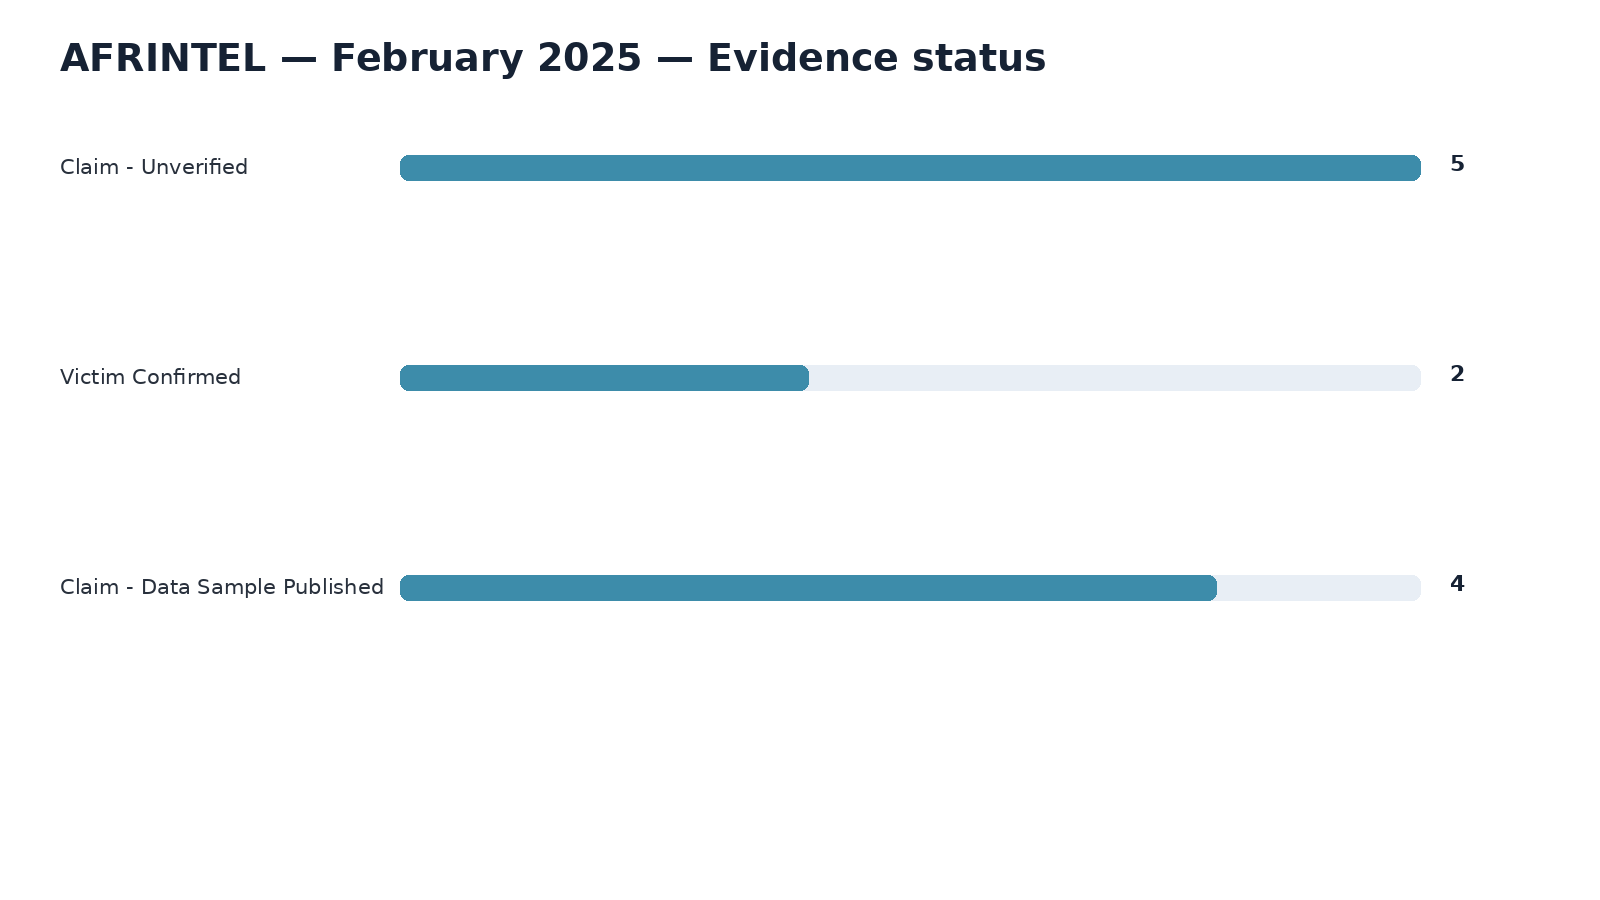 AFRINTEL — February 2025 — Evidence status
Claim - Unverified 5
Victim Confirmed 2
Claim - Data Sample Published 4